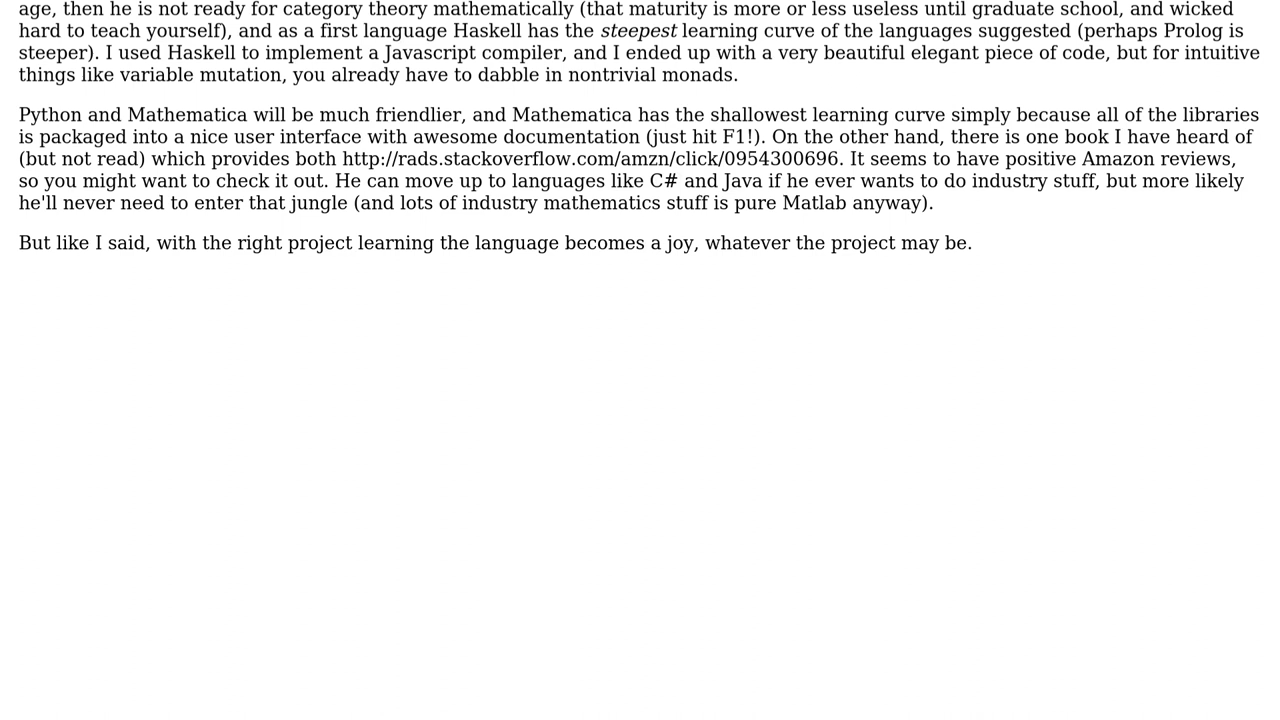 age, then he is not ready for category theory mathematically (that maturity is more or less useless until graduate school, and wicked
hard to teach yourself), and as a first language Haskell has the steepest learning curve of the languages suggested (perhaps Prolog is
steeper). I used Haskell to implement a Javascript compiler, and I ended up with a very beautiful elegant piece of code, but for intuitive
things like variable mutation, you already have to dabble in nontrivial monads.
Python and Mathematica will be much friendlier, and Mathematica has the shallowest learning curve simply because all of the libraries
is packaged into a nice user interface with awesome documentation (just hit F1!). On the other hand, there is one book I have heard of
(but not read) which provides both http://rads.stackoverflow.com/amzn/click/0954300696. It seems to have positive Amazon reviews,
so you might want to check it out. He can move up to languages like C# and Java if he ever wants to do industry stuff, but more likely
he'll never need to enter that jungle (and lots of industry mathematics stuff is pure Matlab anyway).
But like I said, with the right project learning the language becomes a joy, whatever the project may be.